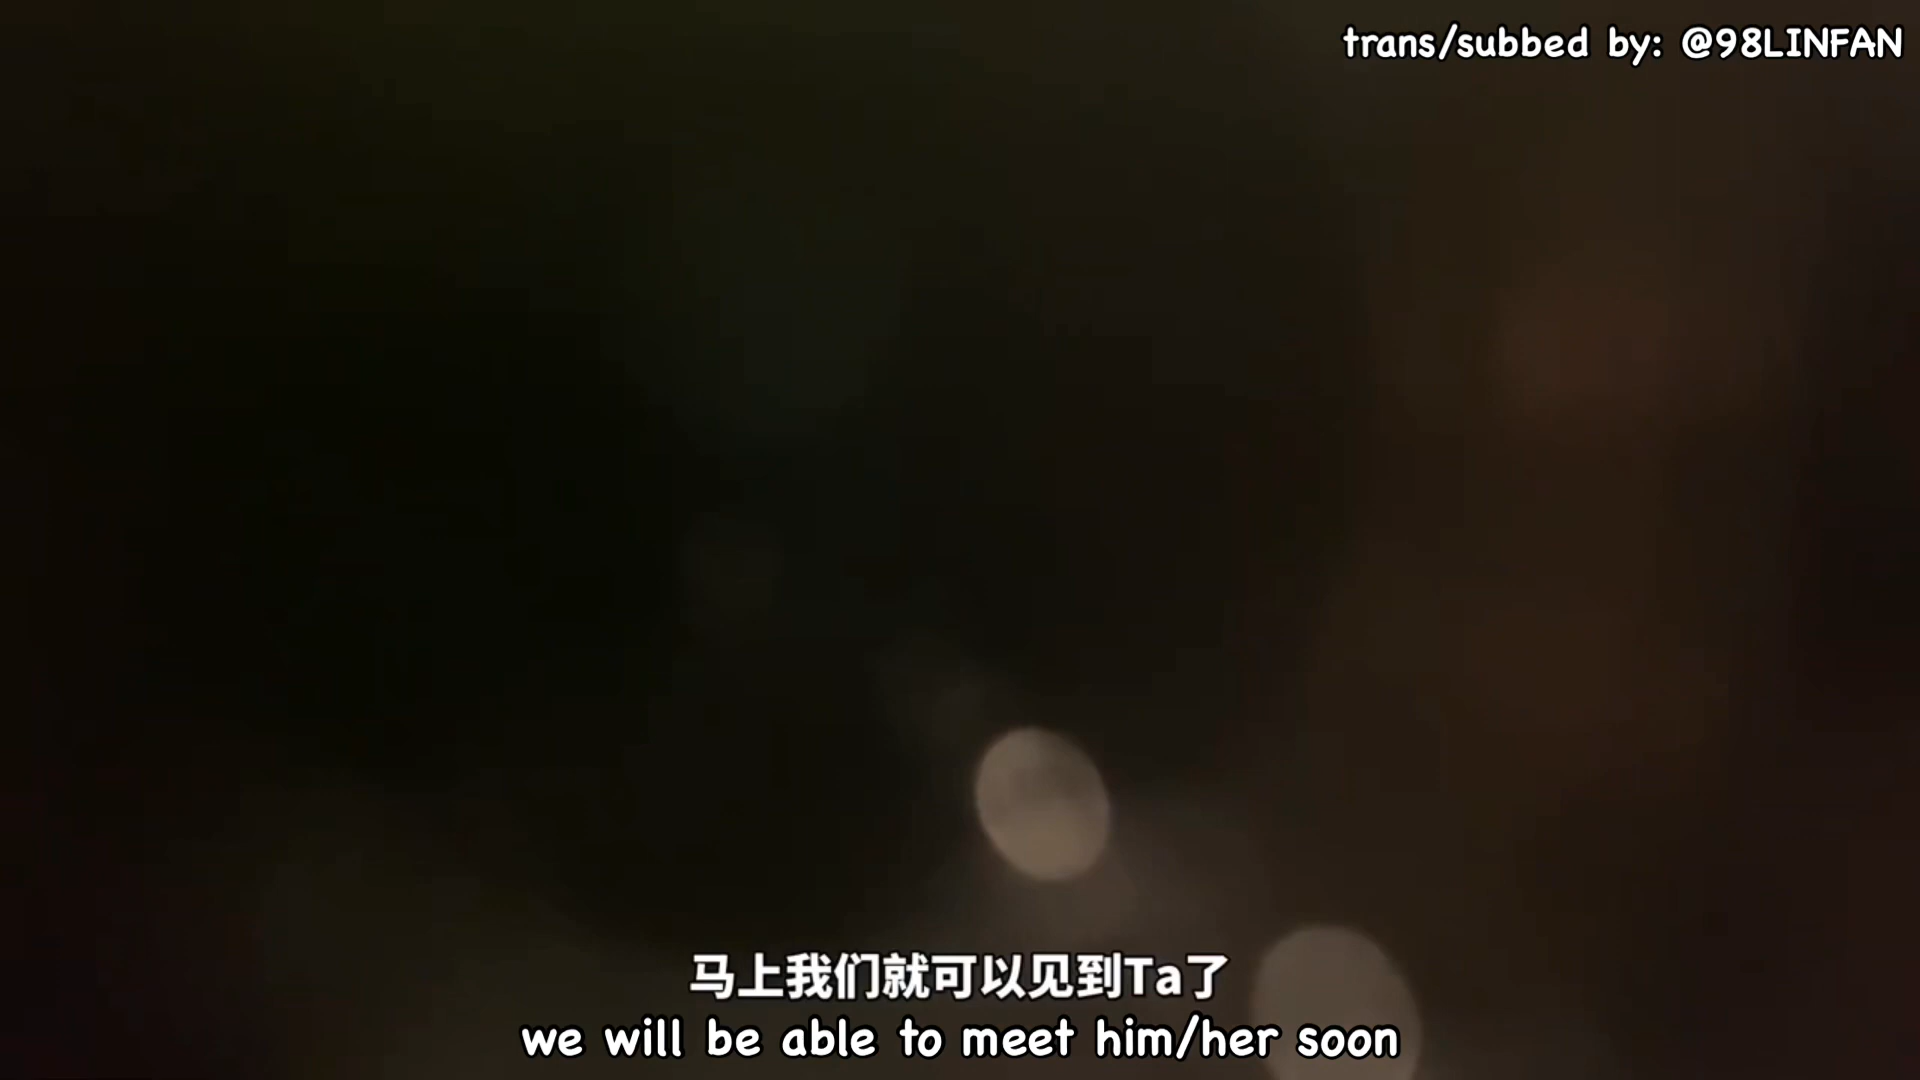 trans/subbed by: @98LINFAN
马上我们就可以见到Ta了
we will be able to meet him/her soon